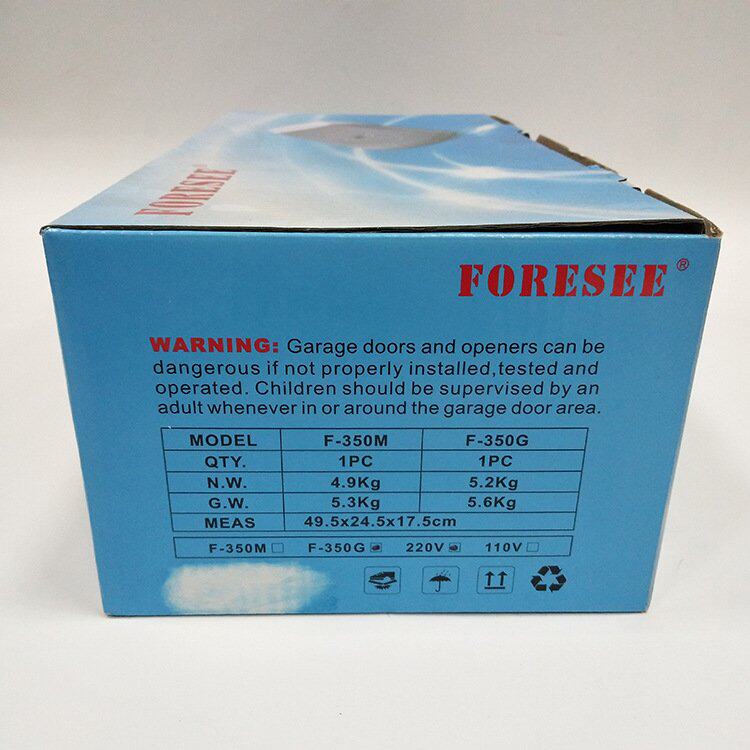 FORESEE®
FORESEE®
WARNING: Garage doors and openers can be
dangerous if not properly installed,tested and
operated. Children should be supervised by an
adult whenever in or around the garage door area.
MODEL F-350M F-350G
QTY. 1PC 1PC
N.W. 4.9Kg 5.2Kg
G.W. 5.3Kg 5.6Kg
MEAS 49.5x24.5x17.5cm
F-350M F-350G 220V 110V